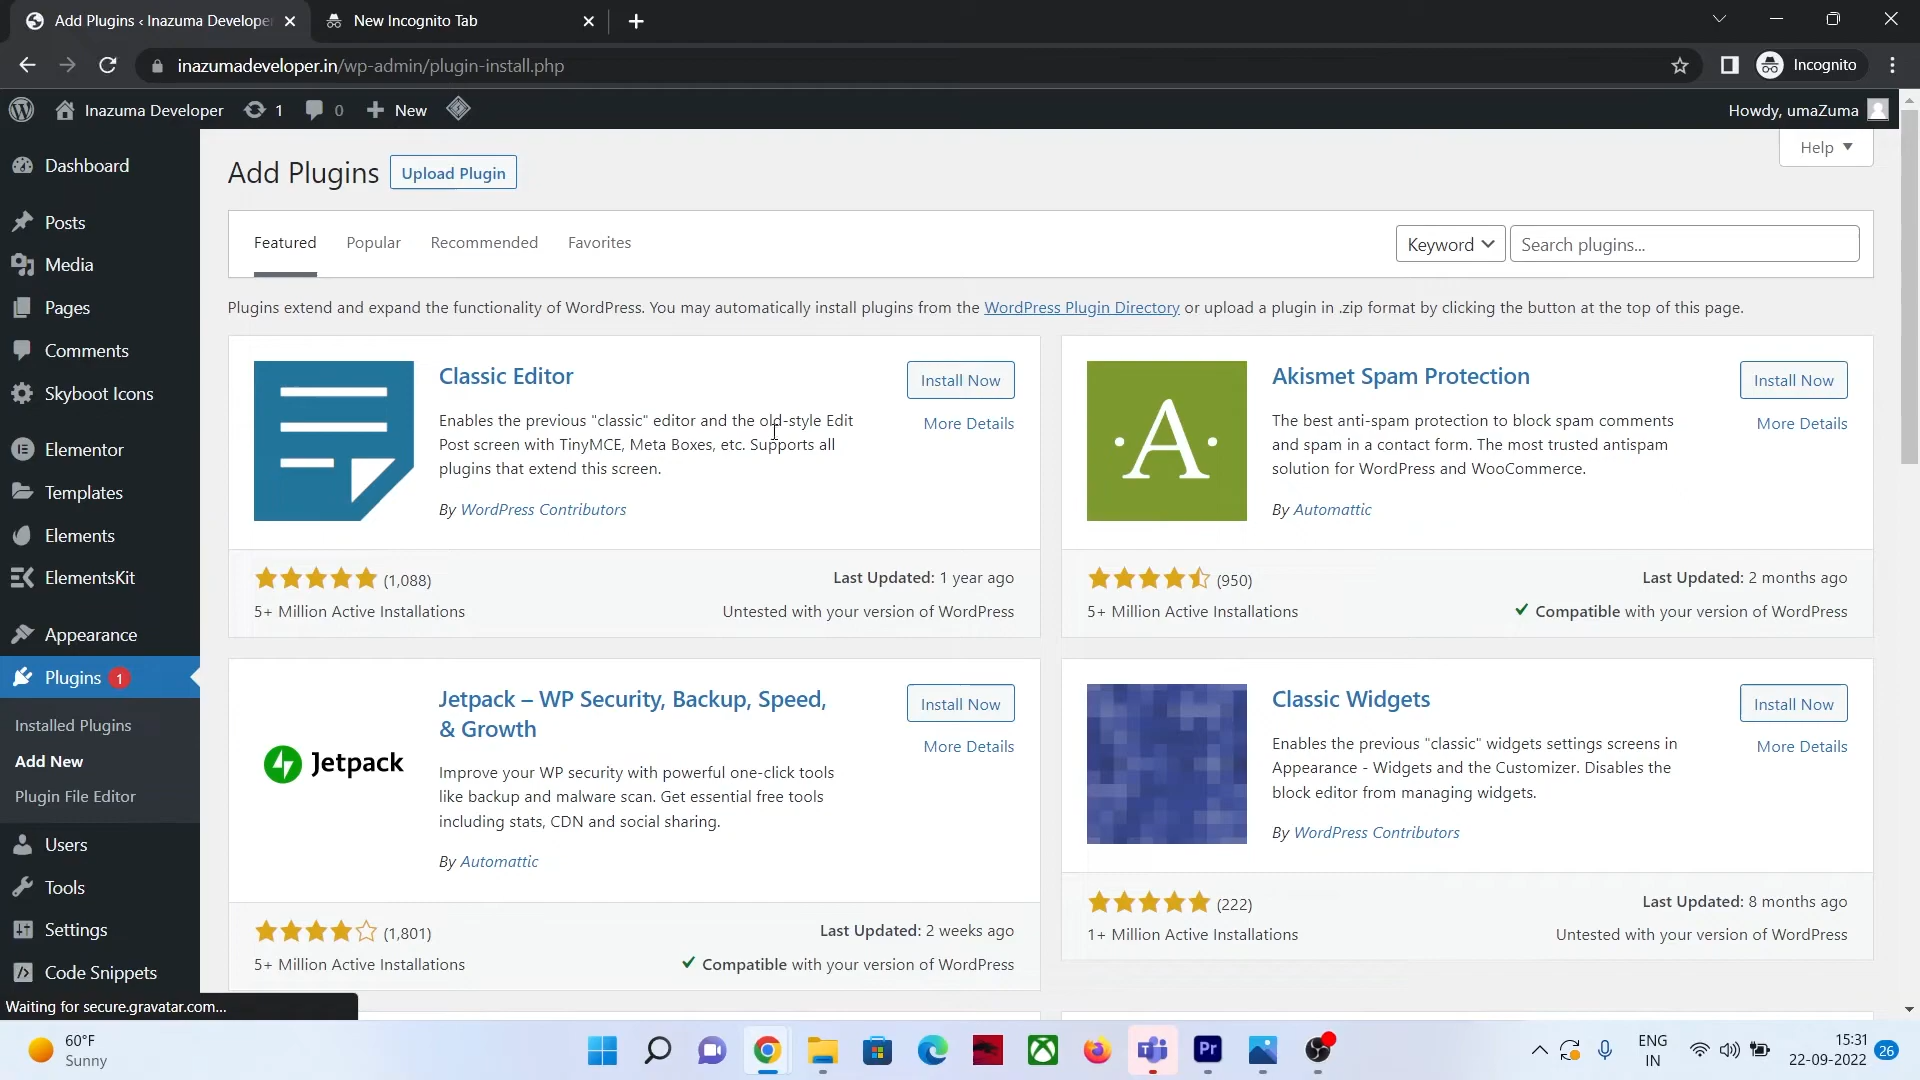 Add Plugins ‹ Inazuma Develope
New Incognito Tab
inazumadeveloper.in/wp-admin/plugin-install.php
Incognito
Inazuma Developer
1
0
New
Howdy, umaZuma
Dashboard
Posts
Media
Pages
Comments
Skyboot Icons
Elementor
Templates
Elements
ElementsKit
Appearance
Plugins 1
Installed Plugins
Add New
Plugin File Editor
Users
Tools
Settings
Code Snippets
Waiting for secure.gravatar.com...
Help
Add Plugins
Upload Plugin
Featured
Popular
Recommended
Favorites
Keyword
Search plugins...
Plugins extend and expand the functionality of WordPress. You may automatically install plugins from the WordPress Plugin Directory or upload a plugin in .zip format by clicking the button at the top of this page.
Classic Editor
Install Now
More Details
Enables the previous "classic" editor and the old-style Edit
Post screen with TinyMCE, Meta Boxes, etc. Supports all
plugins that extend this screen.
By WordPress Contributors
(1,088)
Last Updated: 1 year ago
5+ Million Active Installations
Untested with your version of WordPress
A
Akismet Spam Protection
Install Now
More Details
The best anti-spam protection to block spam comments
and spam in a contact form. The most trusted antispam
solution for WordPress and WooCommerce.
By Automattic
(950)
Last Updated: 2 months ago
5+ Million Active Installations
Compatible with your version of WordPress
Jetpack
Jetpack – WP Security, Backup, Speed,
& Growth
Install Now
More Details
Improve your WP security with powerful one-click tools
like backup and malware scan. Get essential free tools
including stats, CDN and social sharing.
By Automattic
(1,801)
Last Updated: 2 weeks ago
5+ Million Active Installations
Compatible with your version of WordPress
Classic Widgets
Install Now
More Details
Enables the previous "classic" widgets settings screens in
Appearance - Widgets and the Customizer. Disables the
block editor from managing widgets.
By WordPress Contributors
(222)
Last Updated: 8 months ago
1+ Million Active Installations
Untested with your version of WordPress
60°F
Sunny
Pr
ENG
IN
15:31
22-09-2022
26